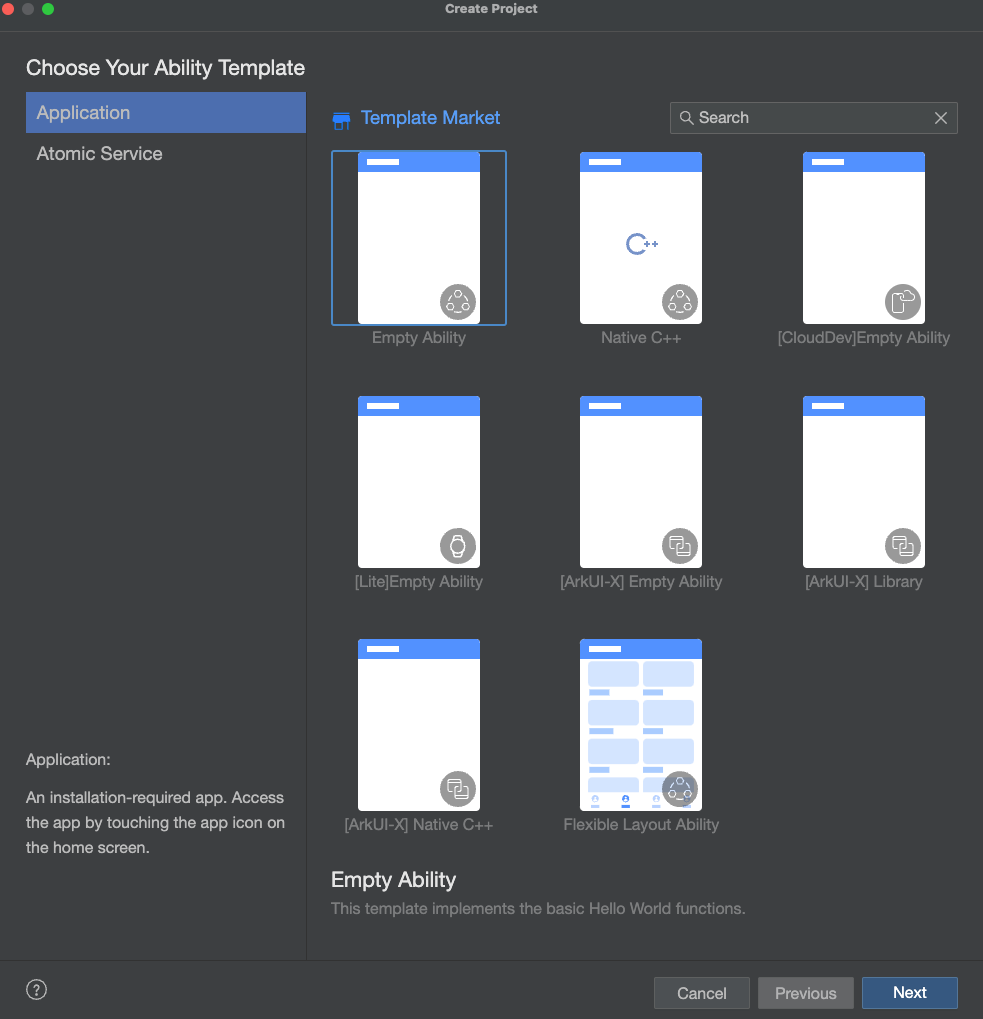 Create Project
Choose Your Ability Template
Application
Atomic Service
Template Market
Search
C++
Empty Ability
Native C++
[CloudDev]Empty Ability
[Lite]Empty Ability
[ArkUI-X] Empty Ability
[ArkUI-X] Library
[ArkUI-X] Native C++
Flexible Layout Ability
Application:
An installation-required app. Access
the app by touching the app icon on
the home screen.
Empty Ability
This template implements the basic Hello World functions.
?
Cancel
Previous
Next